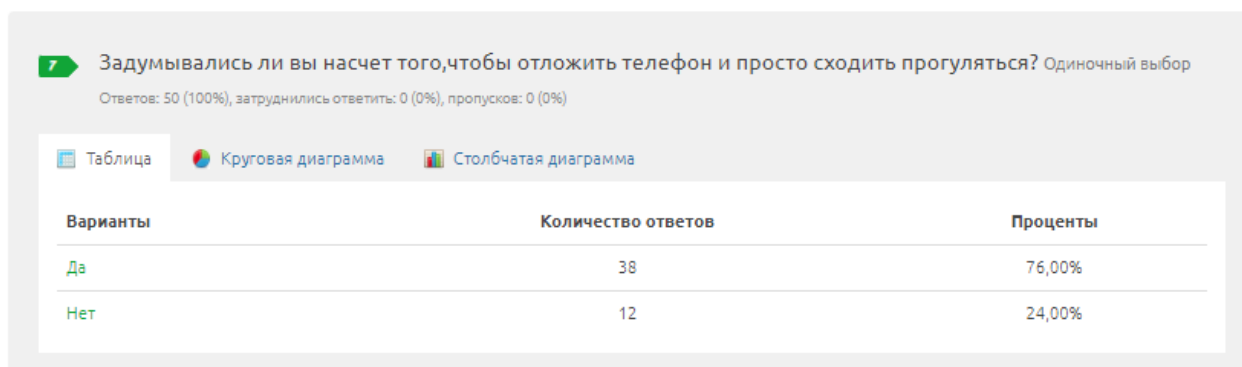 7 Задумывались ли вы насчет того,чтобы отложить телефон и просто сходить прогуляться? Одиночный выбор
Ответов: 50 (100%), затруднились ответить: 0 (0%), пропусков: 0 (0%)
Таблица Круговая диаграмма Столбчатая диаграмма
Варианты Количество ответов Проценты
Да 38 76,00%
Нет 12 24,00%